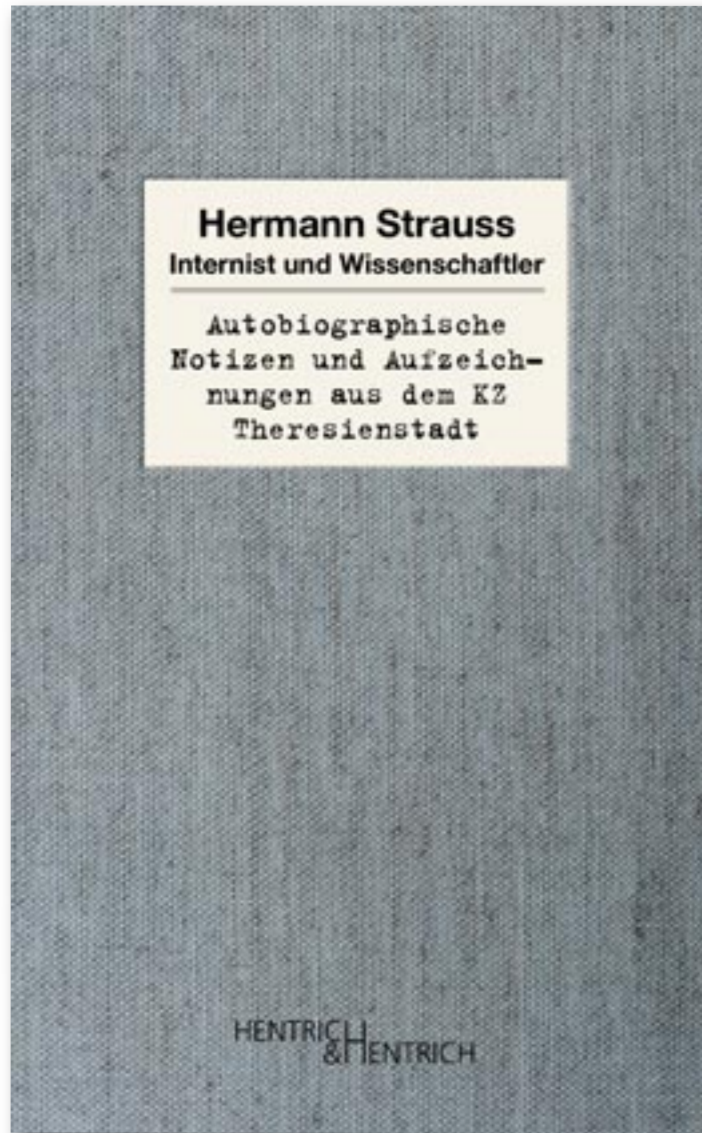 Hermann Strauss
Internist und Wissenschaftler
Autobiographische
Notizen und Aufzeich-
nungen aus dem KZ
Theresienstadt
HENTRICH
&HENTRICH